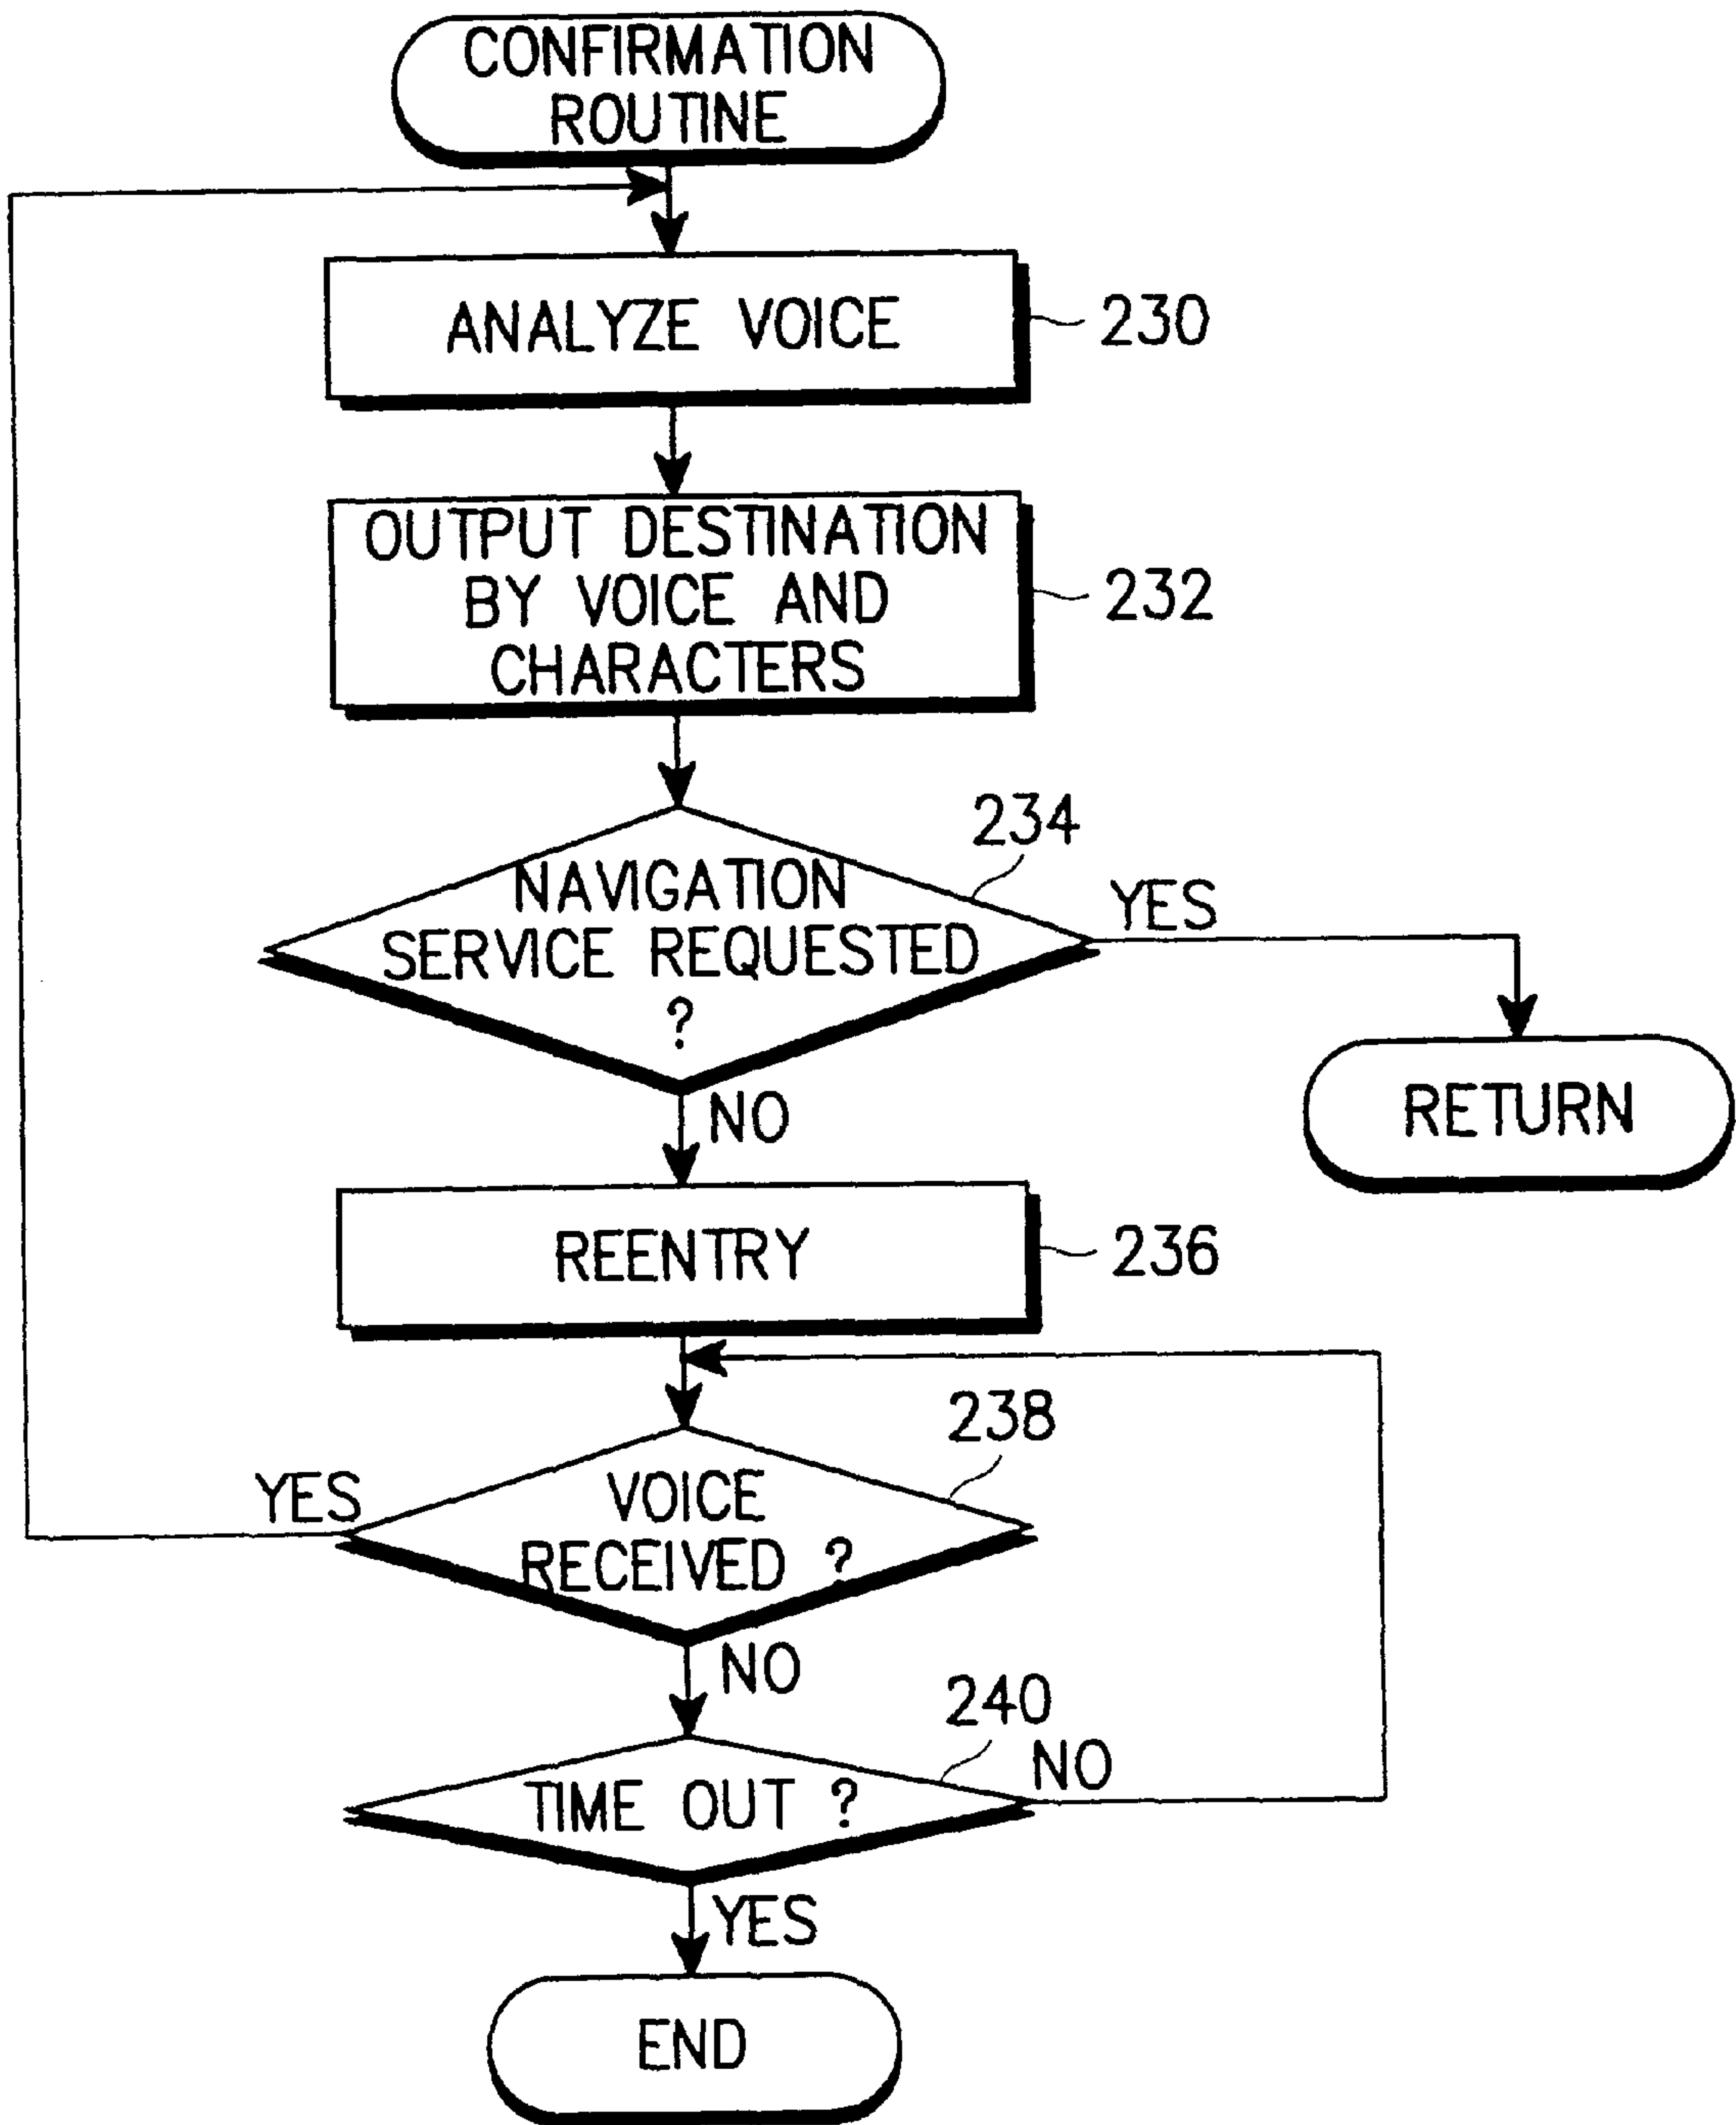 CONFIRMATION
ROUTINE
ANALYZE VOICE
230
OUTPUT DESTINATION
BY VOICE AND
CHARACTERS
232
234
NAVIGATION
SERVICE REQUESTED
?
YES
NO
RETURN
REENTRY
236
238
VOICE
RECEIVED ?
YES
NO
240
TIME OUT ?
NO
YES
END